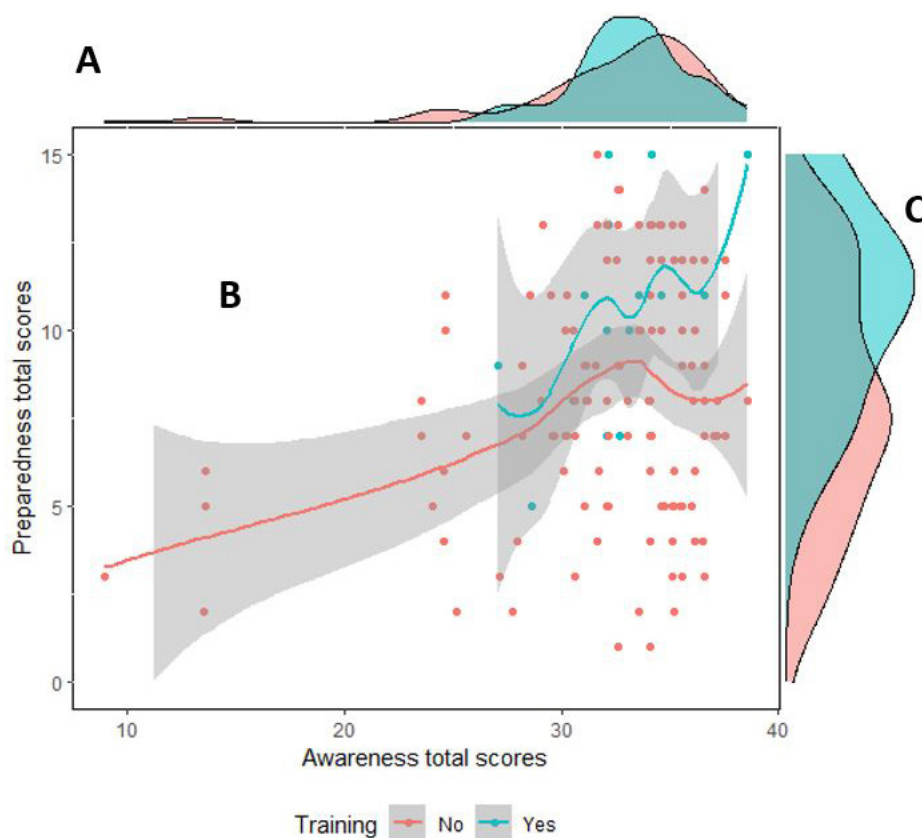 A
C
B
15
10
5
0
Preparedness total scores
10 20 30 40
Awareness total scores
Training No Yes